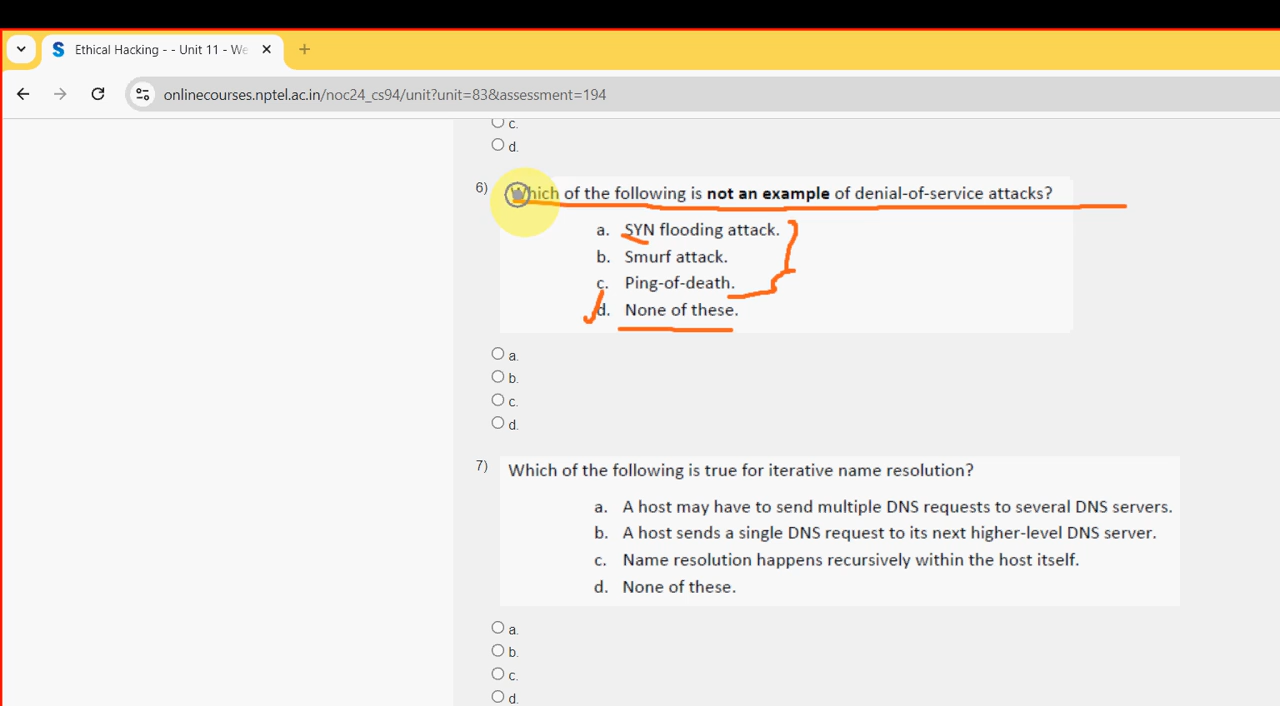 Ethical Hacking - - Unit 11 - We
onlinecourses.nptel.ac.in/noc24_cs94/unit?unit=83&assessment=194
c.
d.
6) Which of the following is not an example of denial-of-service attacks?
a. SYN flooding attack.
b. Smurf attack.
c. Ping-of-death.
d. None of these.
a.
b.
c.
d.
7) Which of the following is true for iterative name resolution?
a. A host may have to send multiple DNS requests to several DNS servers.
b. A host sends a single DNS request to its next higher-level DNS server.
c. Name resolution happens recursively within the host itself.
d. None of these.
a.
b.
c.
d.